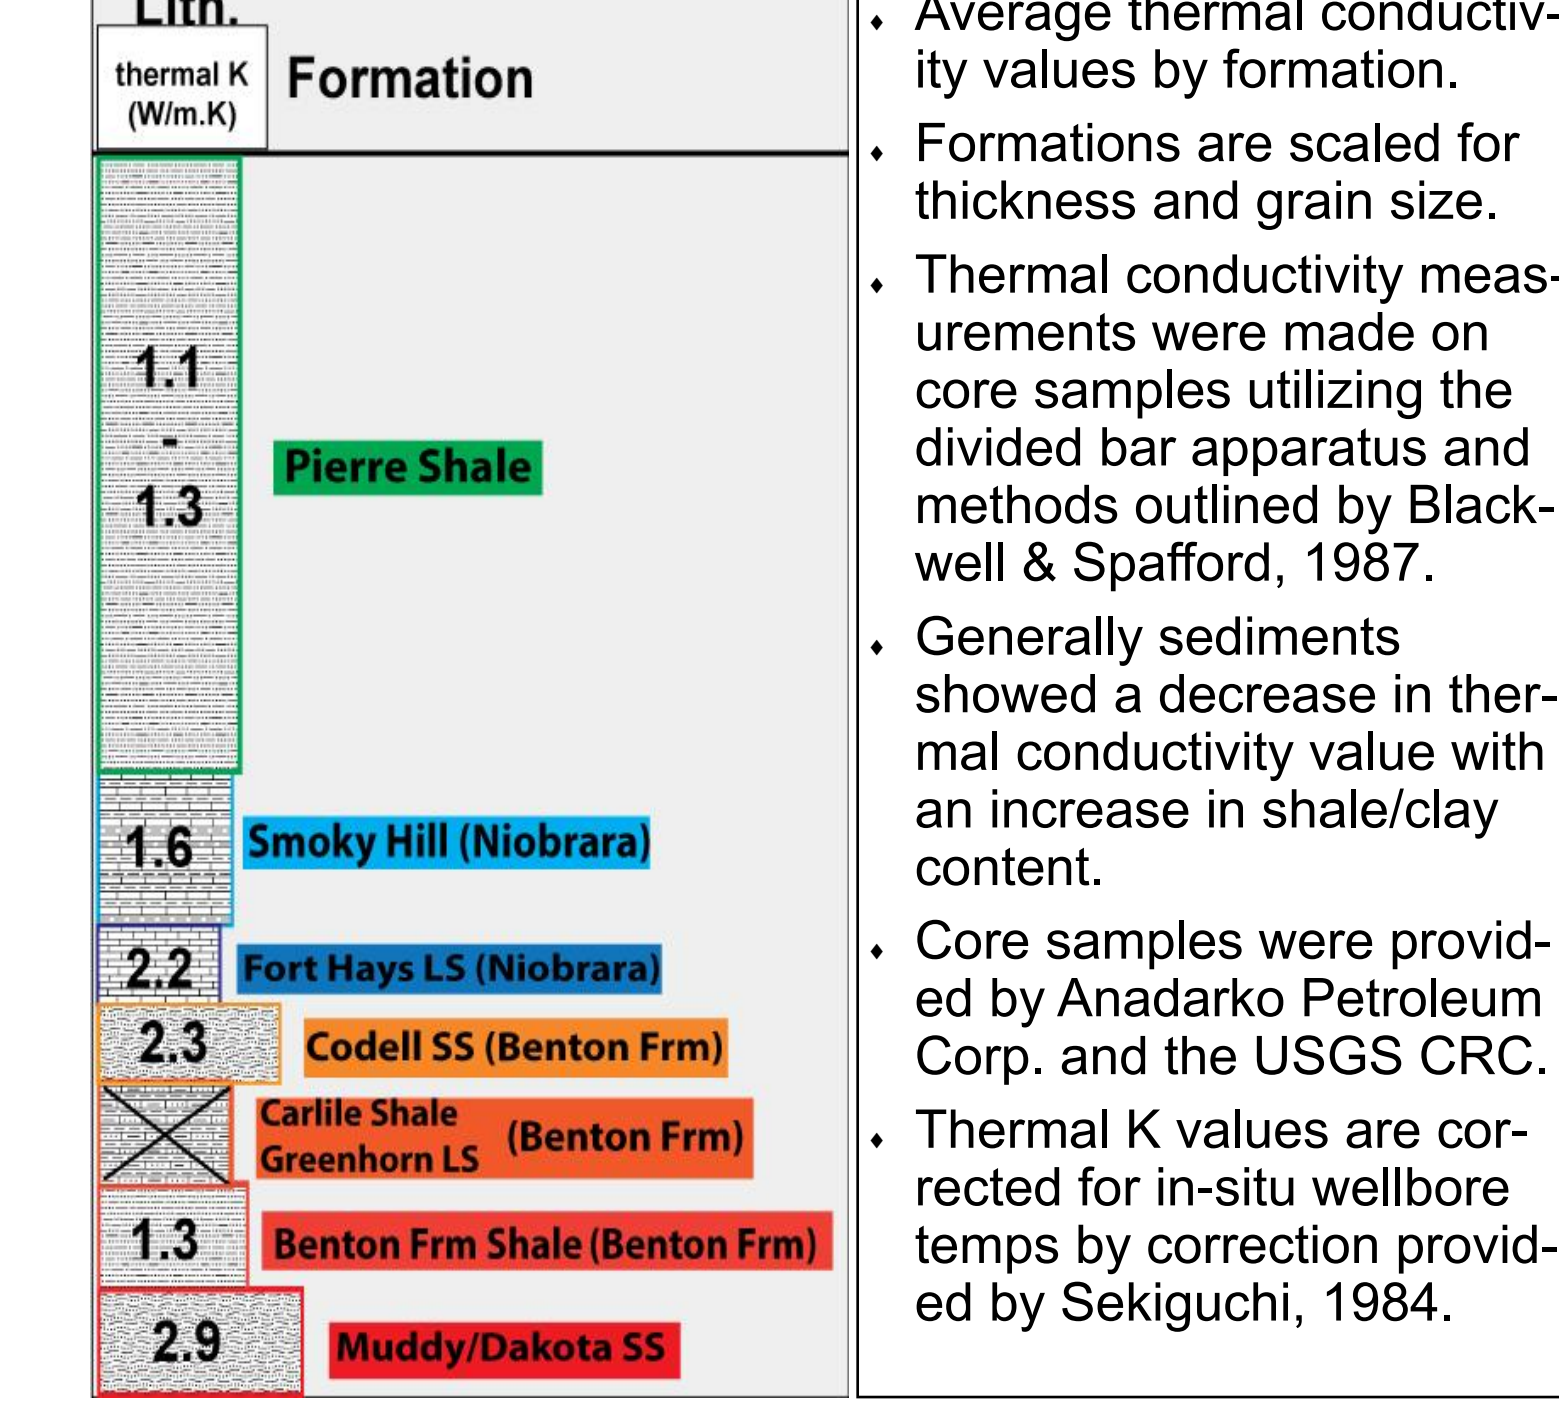 Lith.
thermal K
(W/m.K)
Formation
1.1
-
1.3
Pierre Shale
1.6
Smoky Hill (Niobrara)
2.2
Fort Hays LS (Niobrara)
2.3
Codell SS (Benton Frm)
Carlile Shale
Greenhorn LS
(Benton Frm)
1.3
Benton Frm Shale (Benton Frm)
2.9
Muddy/Dakota SS
⬧ Average thermal conductiv-
ity values by formation.
⬧ Formations are scaled for
thickness and grain size.
⬧ Thermal conductivity meas-
urements were made on
core samples utilizing the
divided bar apparatus and
methods outlined by Black-
well & Spafford, 1987.
⬧ Generally sediments
showed a decrease in ther-
mal conductivity value with
an increase in shale/clay
content.
⬧ Core samples were provid-
ed by Anadarko Petroleum
Corp. and the USGS CRC.
⬧ Thermal K values are cor-
rected for in-situ wellbore
temps by correction provid-
ed by Sekiguchi, 1984.